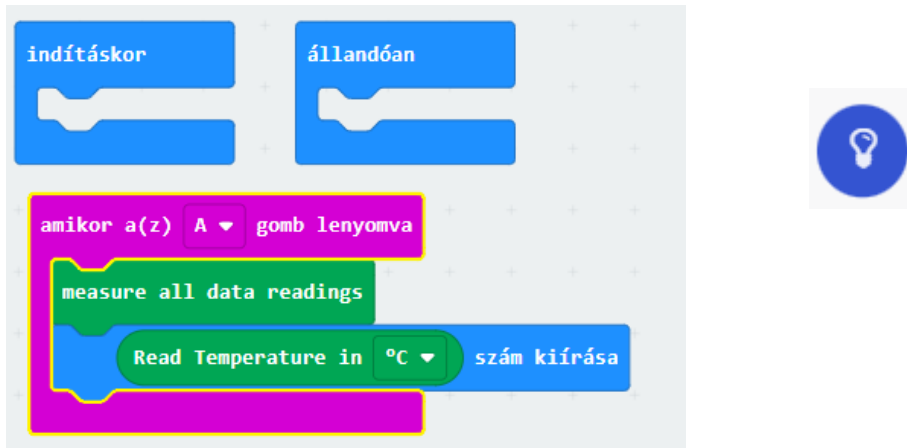 indításkor
állandóan
amikor a(z) A gomb lenyomva
measure all data readings
Read Temperature in °C szám kiírása